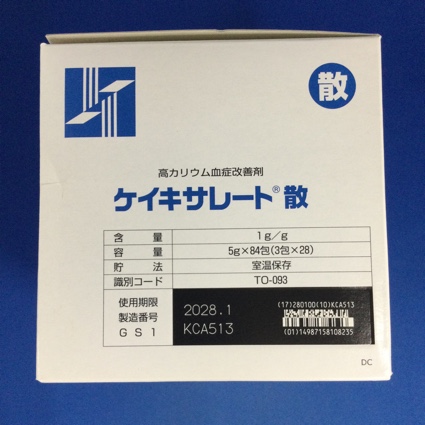 散
高カリウム血症改善剤
ケイキサレート®散
含量 1g/g
容量 5g×84包(3包×28)
貯法 室温保存
識別コード TO-093
使用期限 2028.1
製造番号 KCA513
GS1
(17)280100(10)KCA513
(01)14987158108235
DC